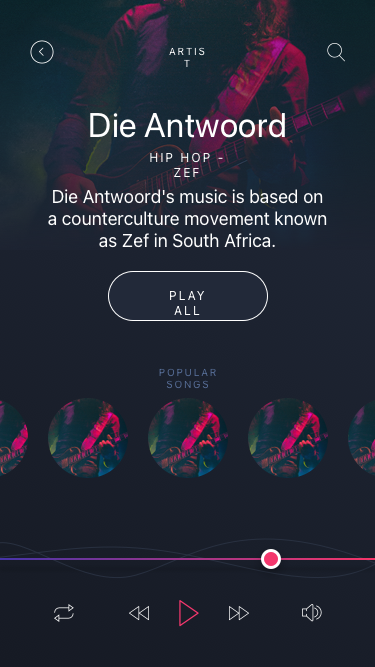 ARTIS
T
Die Antwoord
HIP HOP -
ZEF
Die Antwoord's music is based on
a counterculture movement known
as Zef in South Africa.
PLAY
ALL
POPULAR
SONGS